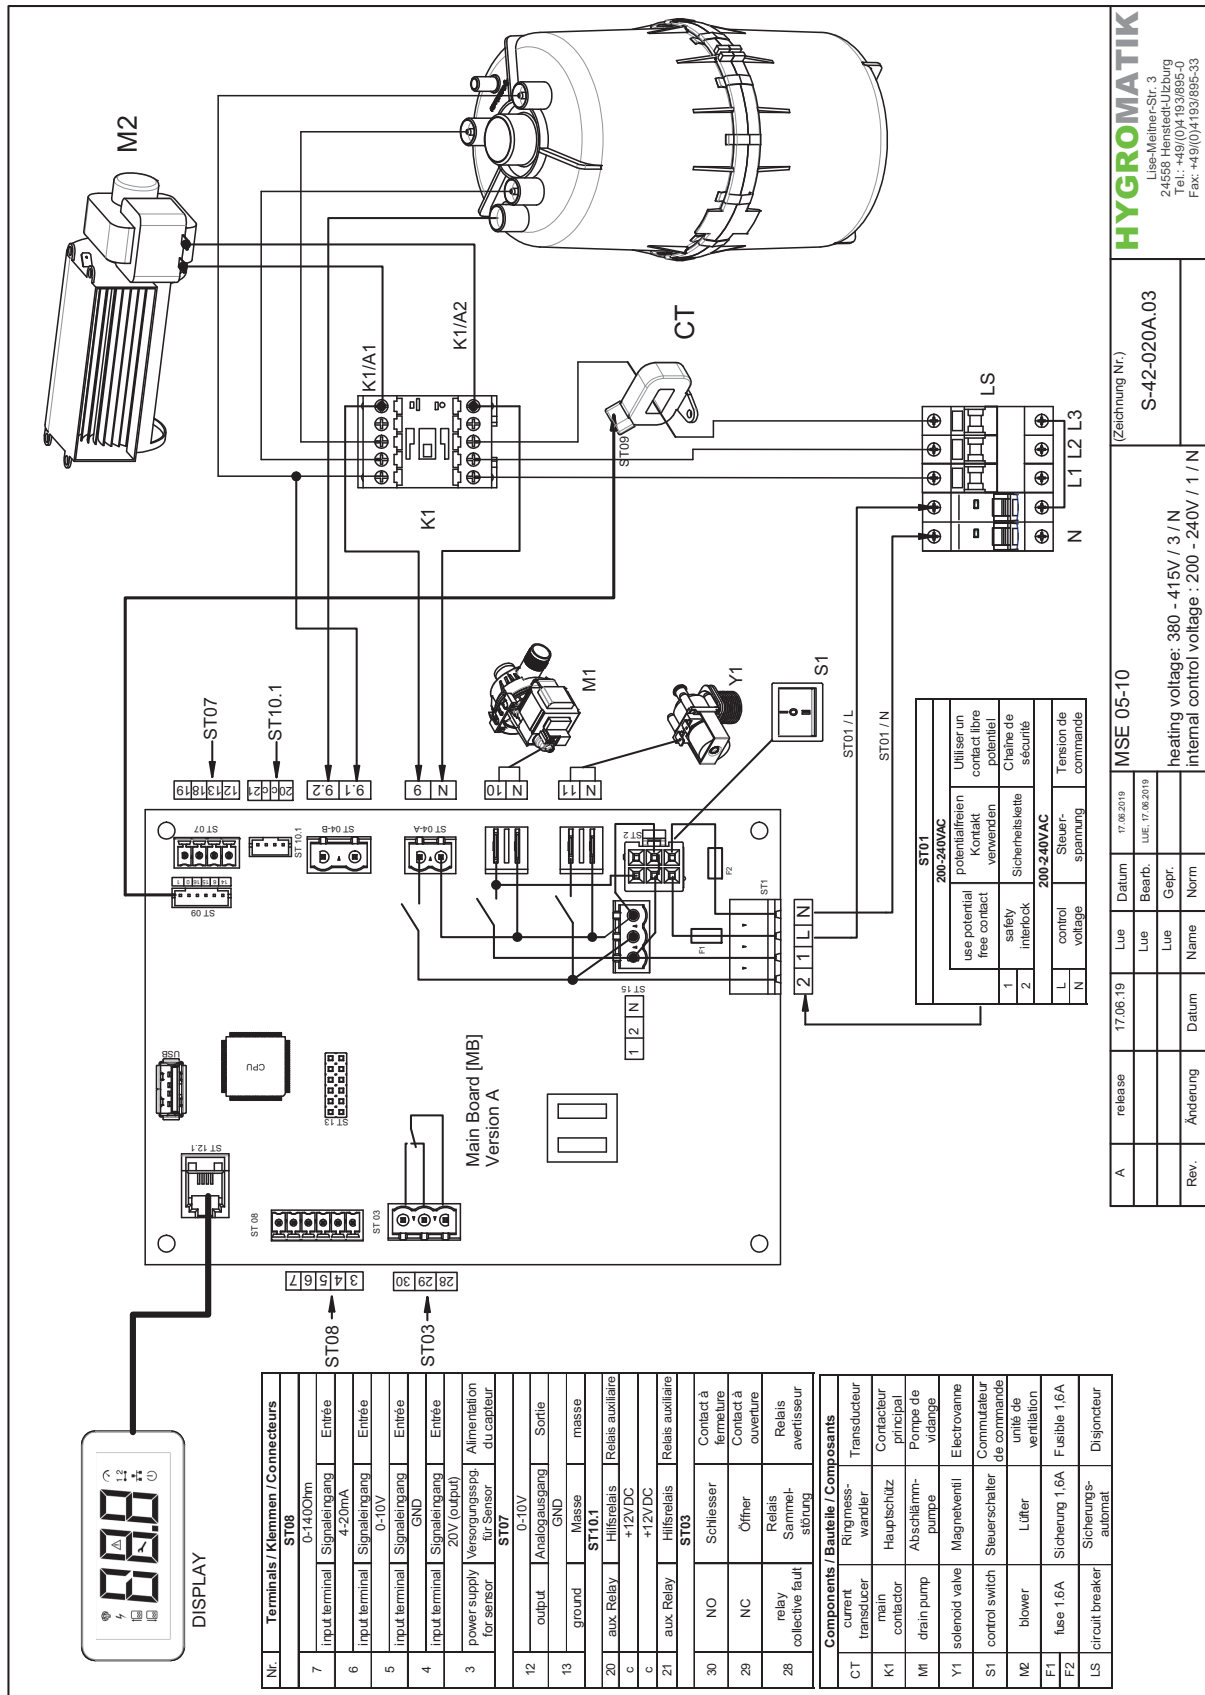 DISPLAY
M2
K1/A1
K1/A2
K1
CT
ST09
LS
L1 L2 L3
N
M1
Y1
S1
ST01 / L
ST01 / N
ST07
12 13 18 19
ST10.1
20 c c 21
9.1 9.2
N 9
N 10
N 11
ST 07
ST 10.1
ST 04-B
ST 04-A
ST 09
ST 2
F2
F1
ST1
2 1 L N
ST 15
1 2 N
USB
CPU
ST 13
ST 12.1
Main Board [MB]
Version A
ST 08
ST 03
3 4 5 6 7
28 29 30
ST08
ST03
Nr. Terminals / Klemmen / Connecteurs
ST08
7 input terminal 0-140Ohm Signaleingang Entrée
6 input terminal 4-20mA Signaleingang Entrée
5 input terminal 0-10V Signaleingang Entrée
4 input terminal GND Signaleingang Entrée
3 power supply for sensor 20V (output) Versorgungsspg. für Sensor Alimentation du capteur
ST07
12 output 0-10V Analogausgang Sortie
13 ground GND Masse masse
ST10.1
20 aux. Relay Hilfsrelais Relais auxiliaire
c +12VDC
c +12VDC
21 aux. Relay Hilfsrelais Relais auxiliaire
ST03
30 NO Schliesser Contact à fermeture
29 NC Öffner Contact à ouverture
28 relay collective fault Relais Sammel-störung Relais avertisseur
Components / Bauteile / Composants
CT current transducer Ringmess-wandler Transducteur
K1 main contactor Hauptschütz Contacteur principal
M1 drain pump Abschlämm-pumpe Pompe de vidange
Y1 solenoid valve Magnetventil Electrovanne
S1 control switch Steuerschalter Commutateur de commande
M2 blower Lüfter unité de ventilation
F1 F2 fuse 1.6A Sicherung 1,6A Fusible 1,6A
LS circuit breaker Sicherungs-automat Disjoncteur
ST01
200-240VAC
use potential free contact potentialfreien Kontakt verwenden Utiliser un contact libre potentiel
1 2 safety interlock Sicherheitskette Chaîne de sécurité
200-240VAC
L N control voltage Steuer-spannung Tension de commande
A release 17.06.19 Lue
Rev. Änderung Datum Name
Lue Datum 17.06.2019
Lue Bearb. LUE, 17.06.2019
Lue Gepr.
Name Norm
MSE 05-10
heating voltage: 380 - 415V / 3 / N
internal control voltage : 200 - 240V / 1 / N
(Zeichnung Nr.)
S-42-020A.03
HYGROMATIK
Lise-Meitner-Str. 3
24558 Henstedt-Ulzburg
Tel.: +49/(0)4193/895-0
Fax: +49/(0)4193/895-33